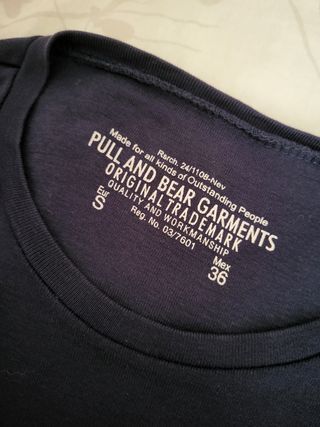 Rsrch. 24/1108-Nev
Made for all kinds of Outstanding People
PULL AND BEAR GARMENTS
ORIGINAL TRADEMARK
QUALITY AND WORKMANSHIP
Reg. No. 03/7601
Eur
S
Mex
36